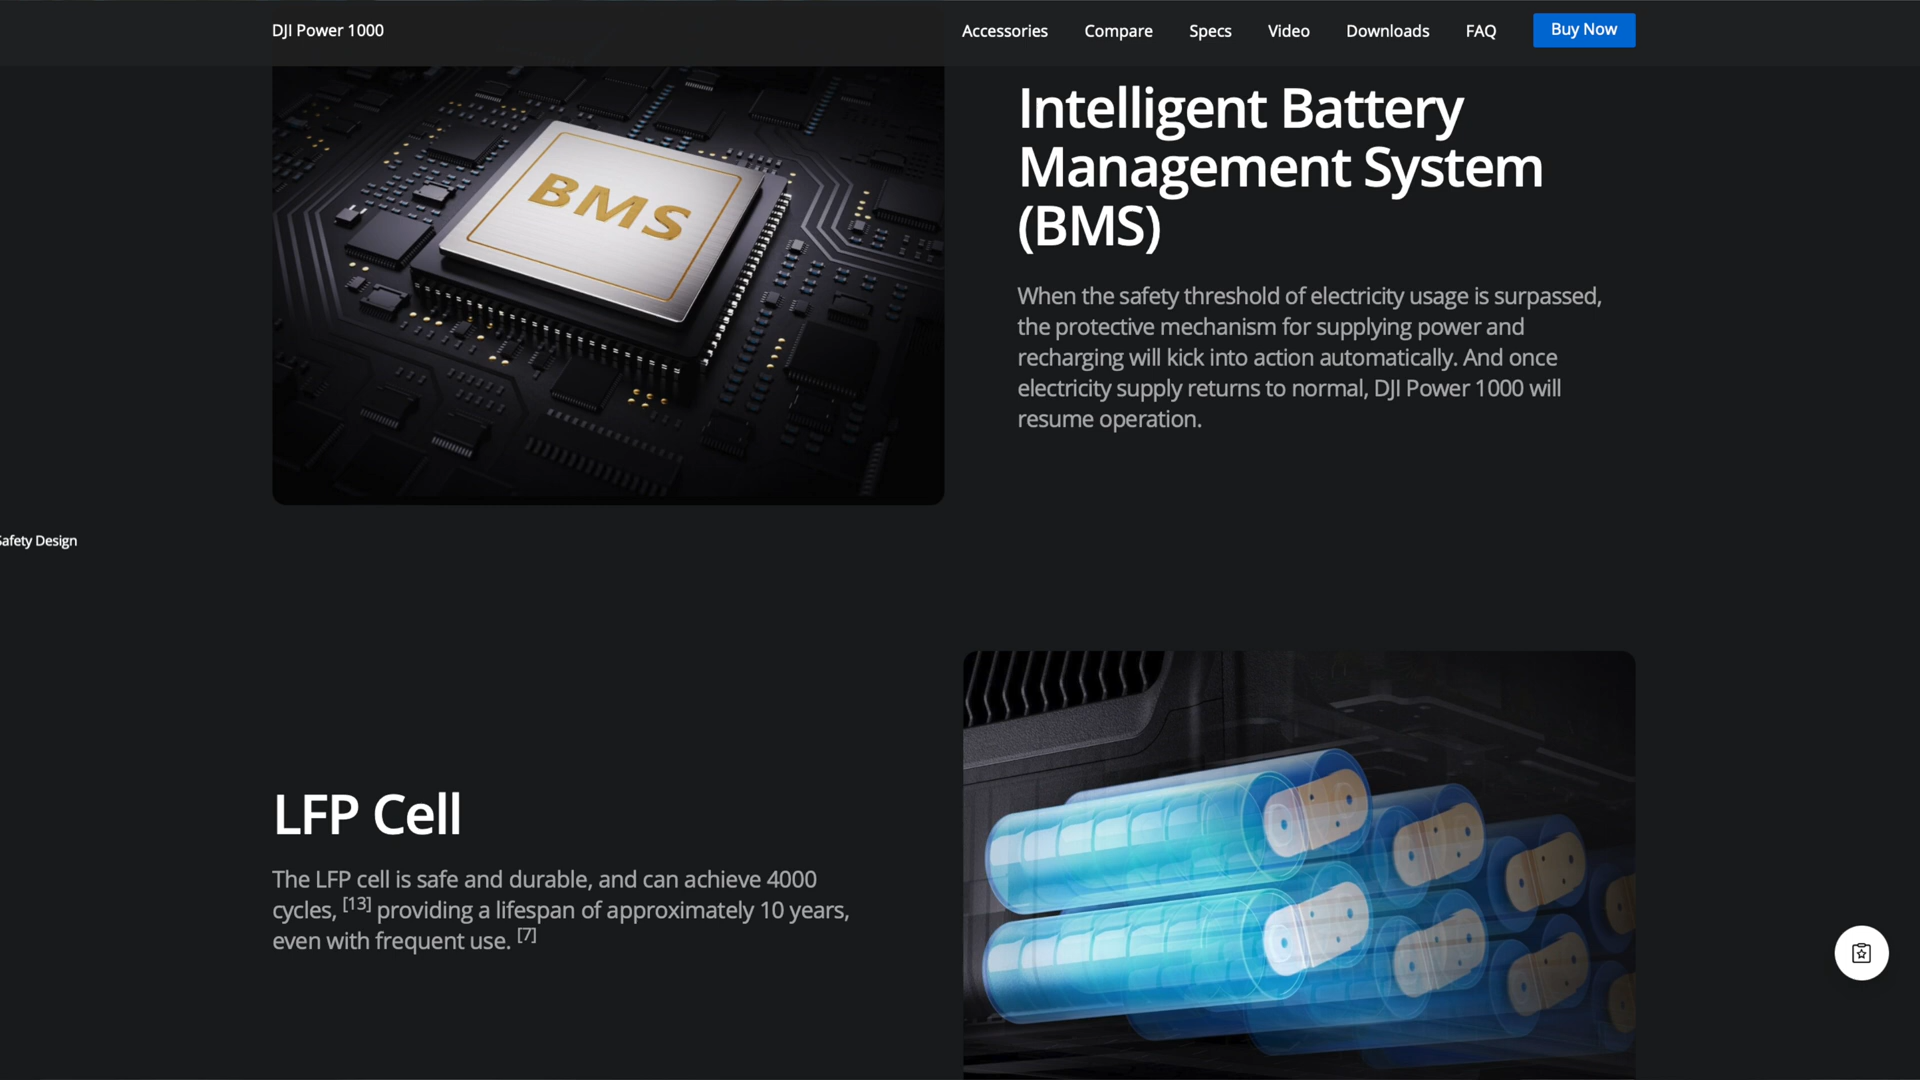 DJI Power 1000
Accessories
Compare
Specs
Video
Downloads
FAQ
Buy Now
BMS
Intelligent Battery
Management System
(BMS)
When the safety threshold of electricity usage is surpassed,
the protective mechanism for supplying power and
recharging will kick into action automatically. And once
electricity supply returns to normal, DJI Power 1000 will
resume operation.
Safety Design
LFP Cell
The LFP cell is safe and durable, and can achieve 4000
cycles, [13] providing a lifespan of approximately 10 years,
even with frequent use. [7]